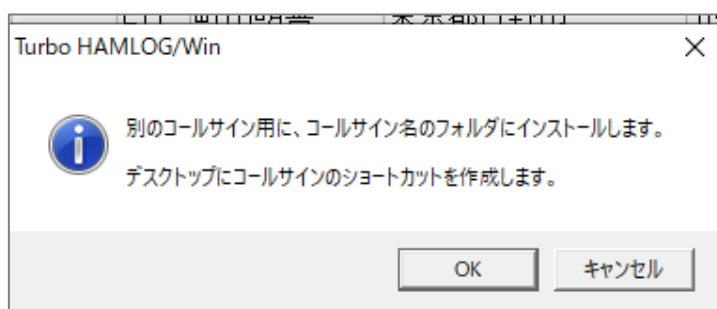 Turbo HAMLOG/Win
別のコールサイン用に、コールサイン名のフォルダにインストールします。
デスクトップにコールサインのショートカットを作成します。
OK
キャンセル